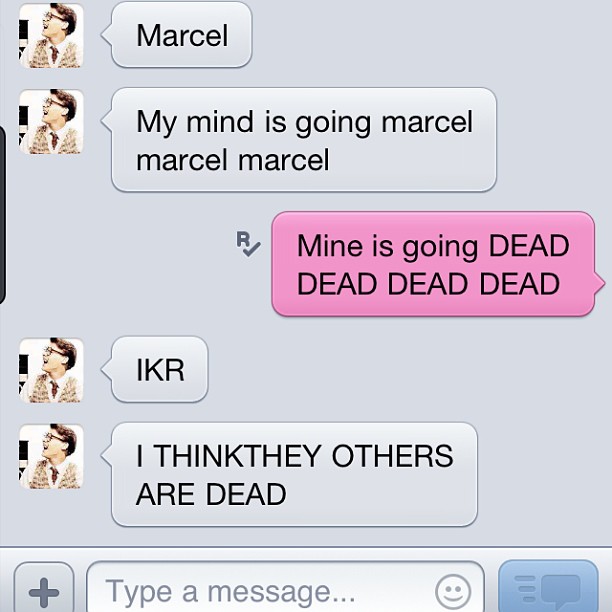 Marcel
My mind is going marcel
marcel marcel
R
Mine is going DEAD
DEAD DEAD DEAD
IKR
I THINKTHEY OTHERS
ARE DEAD
Type a message...